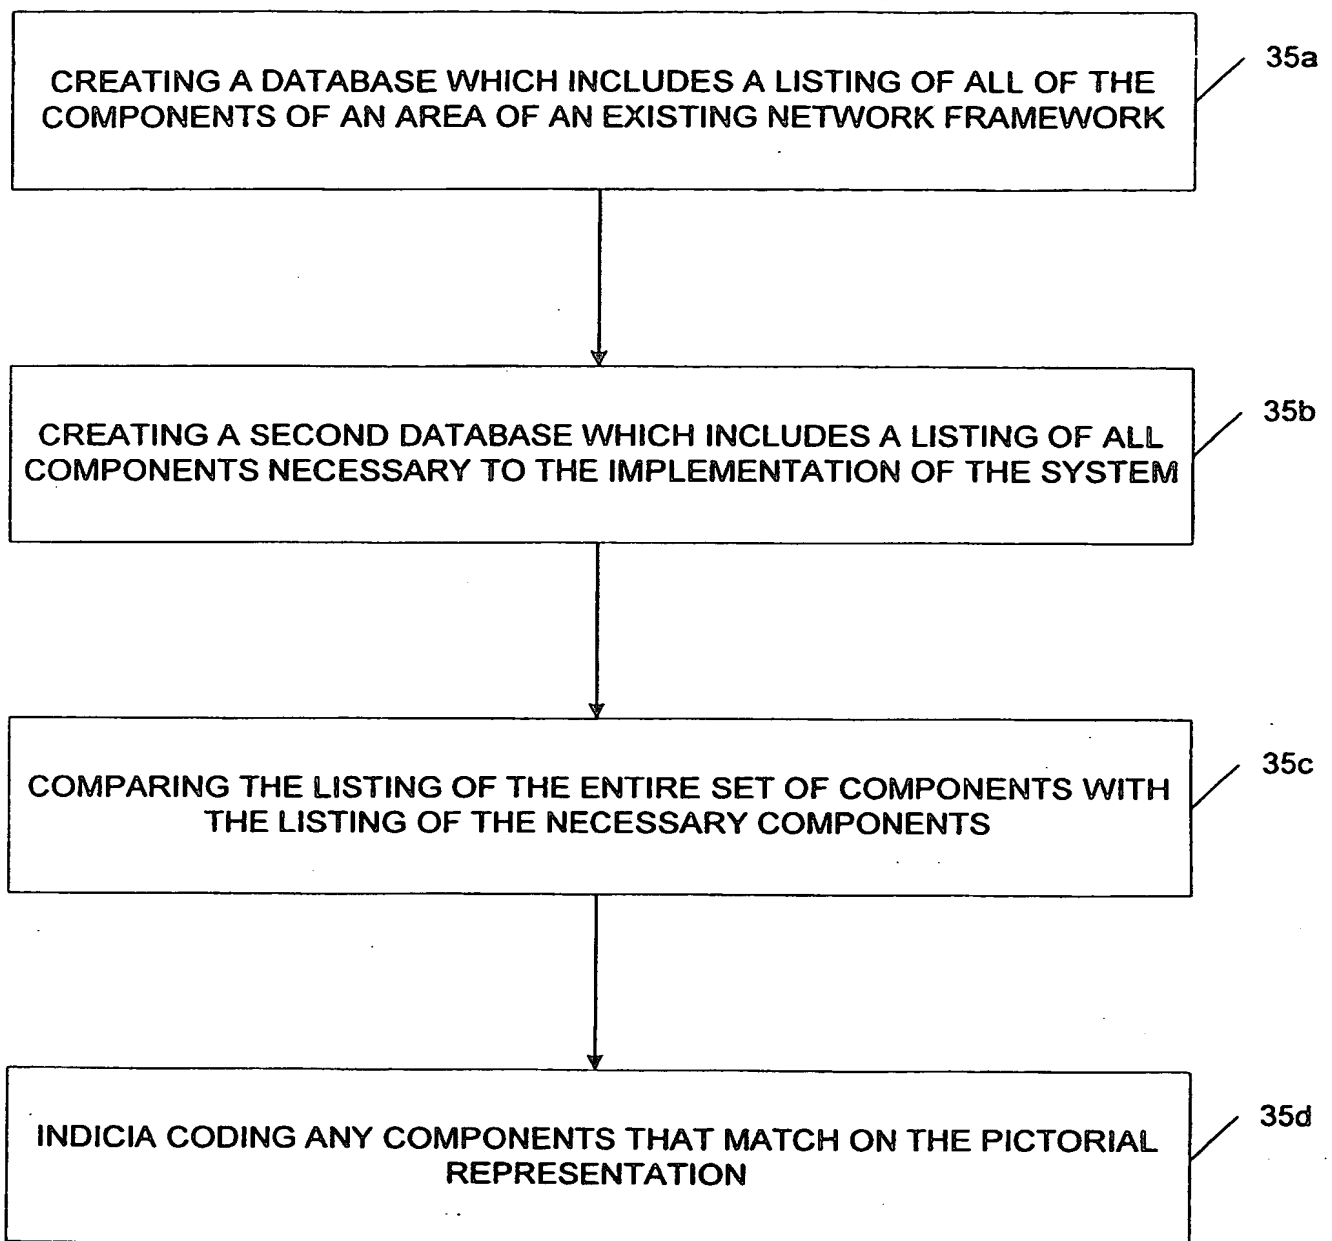 35a
CREATING A DATABASE WHICH INCLUDES A LISTING OF ALL OF THE
COMPONENTS OF AN AREA OF AN EXISTING NETWORK FRAMEWORK
35b
CREATING A SECOND DATABASE WHICH INCLUDES A LISTING OF ALL
COMPONENTS NECESSARY TO THE IMPLEMENTATION OF THE SYSTEM
35c
COMPARING THE LISTING OF THE ENTIRE SET OF COMPONENTS WITH
THE LISTING OF THE NECESSARY COMPONENTS
35d
INDICIA CODING ANY COMPONENTS THAT MATCH ON THE PICTORIAL
REPRESENTATION